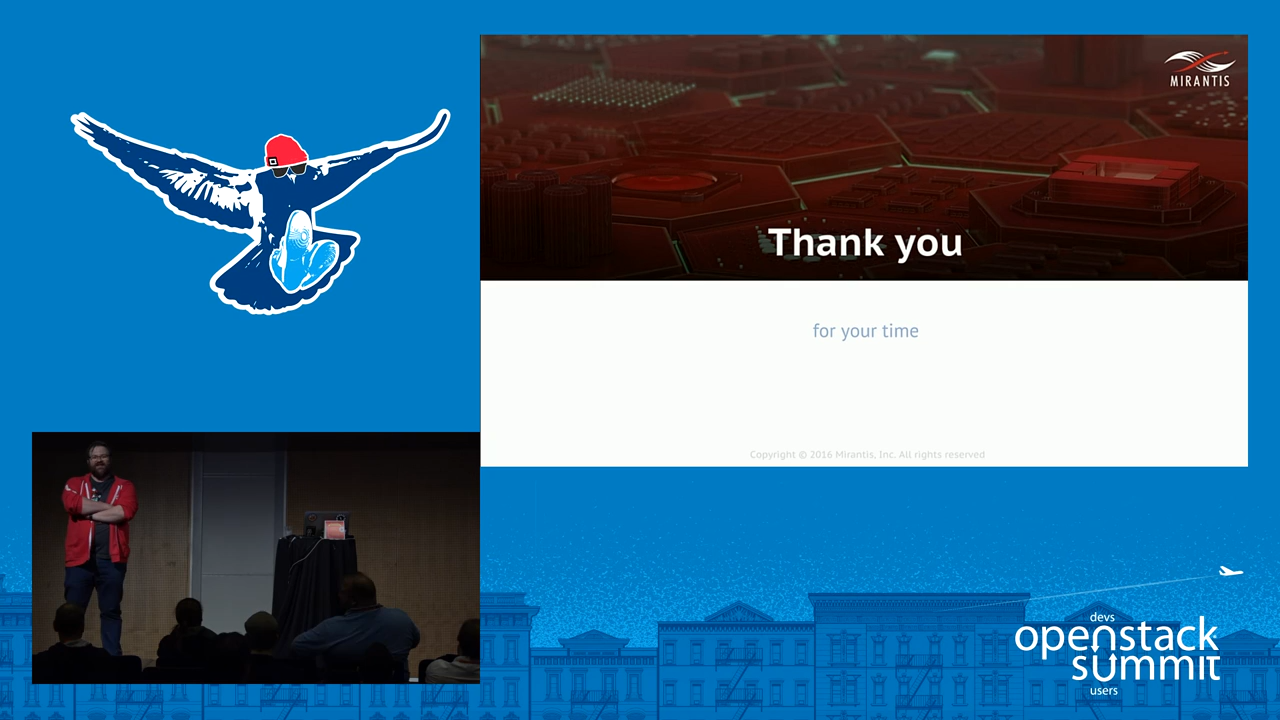 MIRANTIS
Thank you
for your time
Copyright © 2016 Mirantis, Inc. All rights reserved
devs
openstack
summit
users